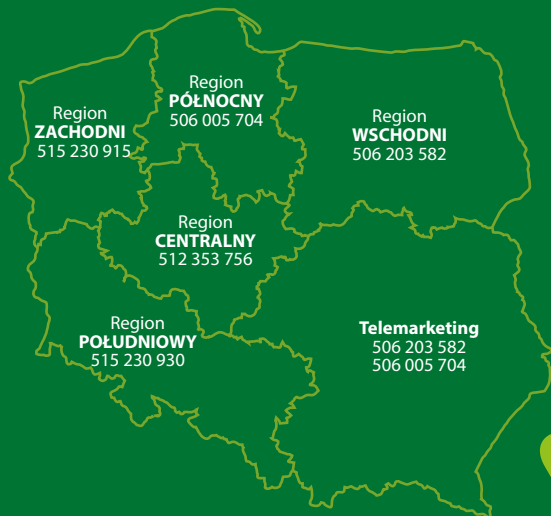 Region
PÓŁNOCNY
506 005 704
Region
ZACHODNI
515 230 915
Region
WSCHODNI
506 203 582
Region
CENTRALNY
512 353 756
Region
POŁUDNIOWY
515 230 930
Telemarketing
506 203 582
506 005 704